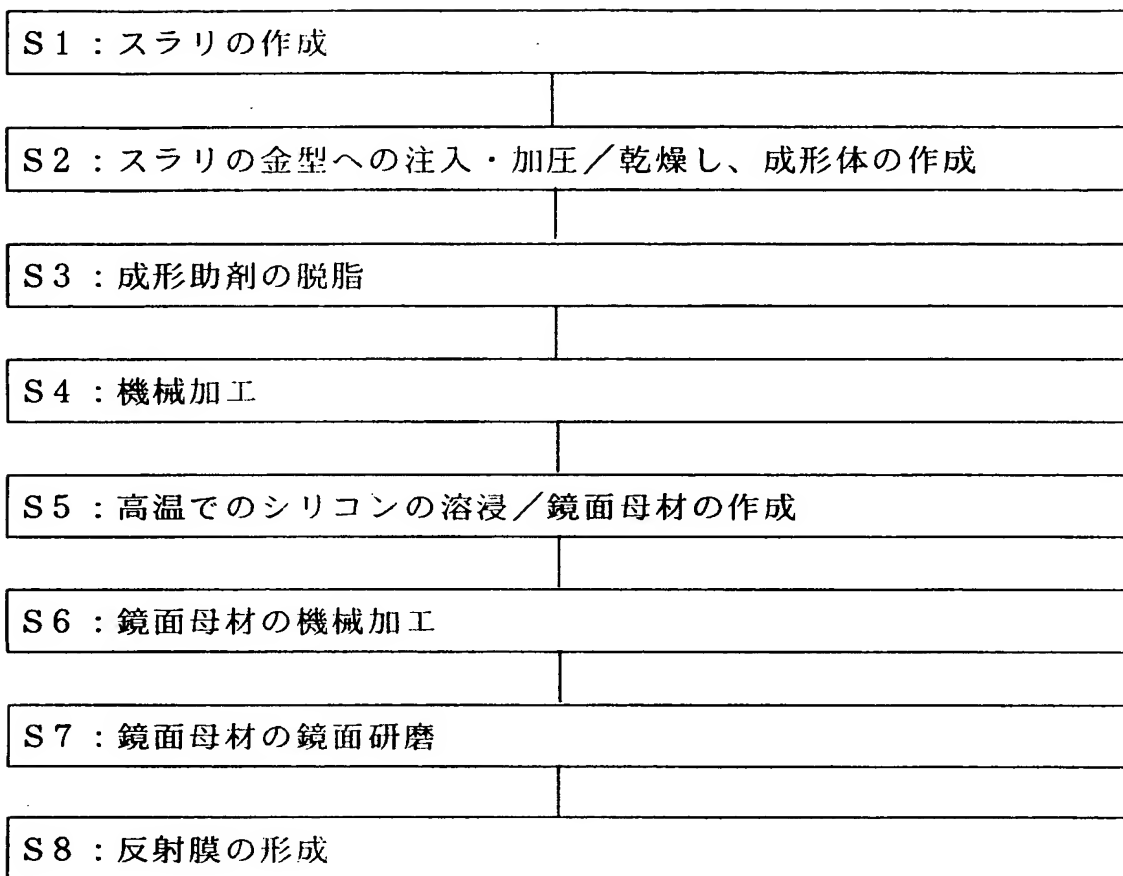 S1：スラリの作成
S2：スラリの金型への注入・加圧／乾燥し、成形体の作成
S3：成形助剤の脱脂
S4：機械加工
S5：高温でのシリコンの溶浸／鏡面母材の作成
S6：鏡面母材の機械加工
S7：鏡面母材の鏡面研磨
S8：反射膜の形成